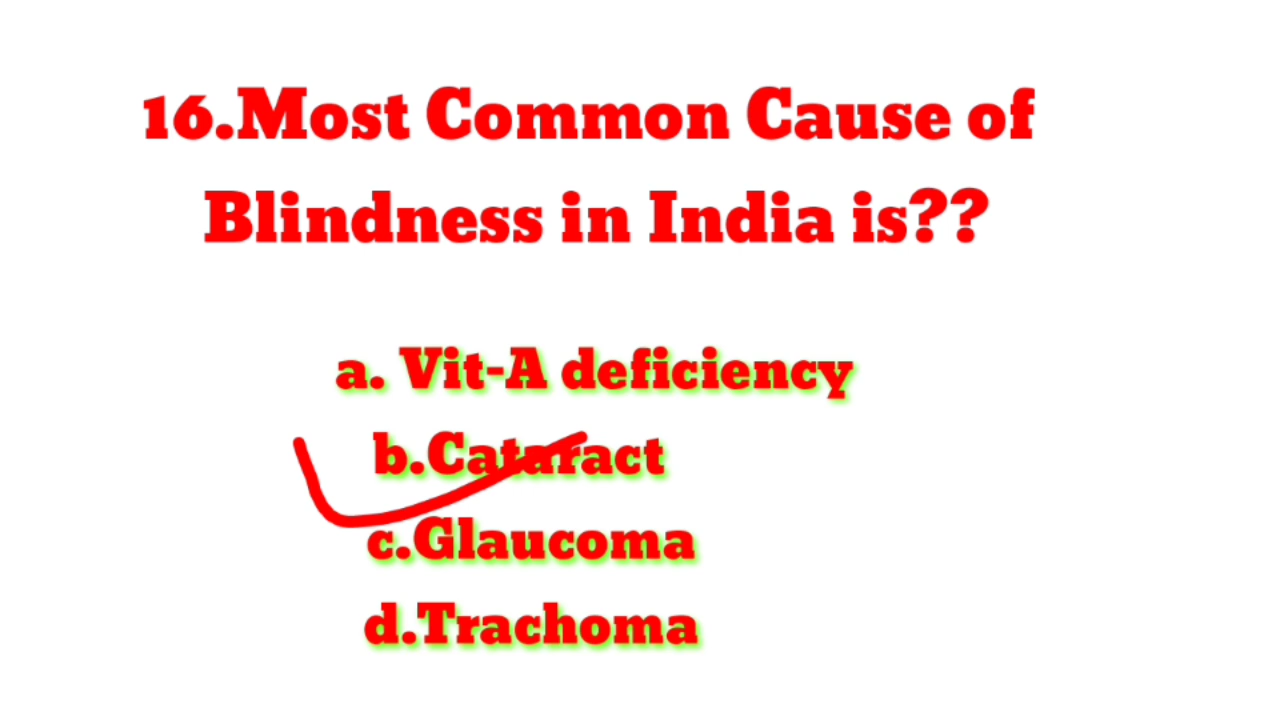 16.Most Common Cause of
Blindness in India is??
a. Vit-A deficiency
b.Cataract
c.Glaucoma
d.Trachoma